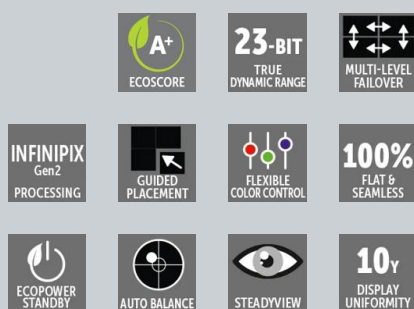 A+
ECOSCORE
23-BIT
TRUE
DYNAMIC RANGE
MULTI-LEVEL
FAILOVER
INFINIPIX
Gen2
PROCESSING
GUIDED
PLACEMENT
FLEXIBLE
COLOR CONTROL
100%
FLAT &
SEAMLESS
ECOPOWER
STANDBY
AUTO BALANCE
STEADYVIEW
10Y
DISPLAY
UNIFORMITY